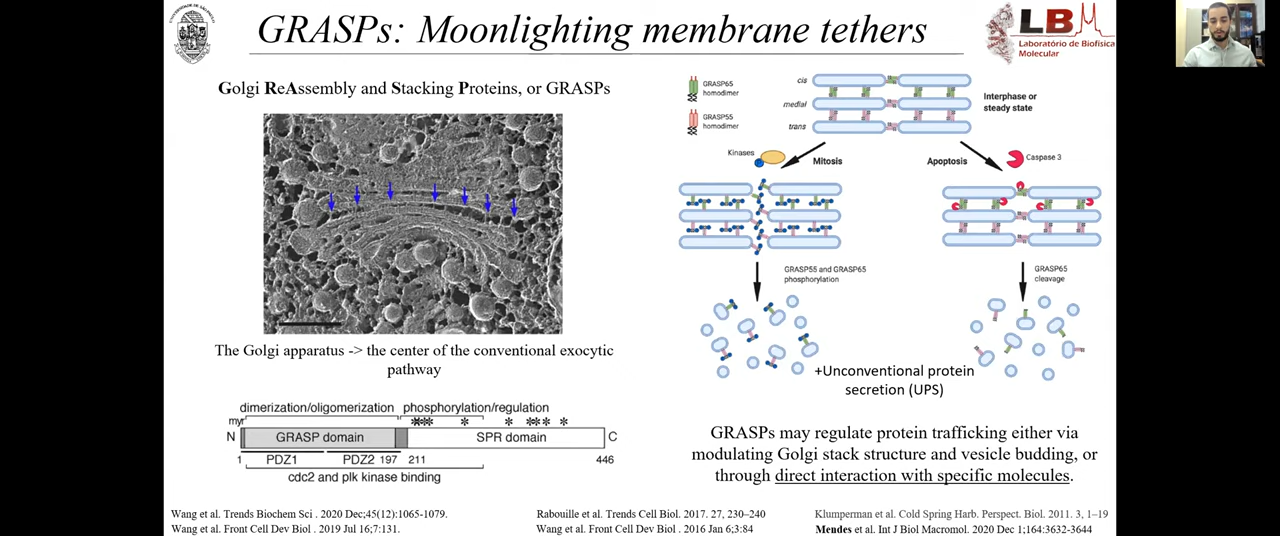 GRASPs: Moonlighting membrane tethers
LB
Laboratório de Biofísica
Molecular
Golgi ReAssembly and Stacking Proteins, or GRASPs
The Golgi apparatus -> the center of the conventional exocytic
pathway
dimerization/oligomerization
phosphorylation/regulation
myr
* * * * * * * * *
N
GRASP domain
SPR domain
C
1
PDZ1
PDZ2
197
211
446
cdc2 and plk kinase binding
GRASP65
homodimer
GRASP55
homodimer
cis
medial
trans
Interphase or
steady state
Kinases
Mitosis
Apoptosis
Caspase 3
GRASP55 and GRASP65
phosphorylation
GRASP65
cleavage
+Unconventional protein
secretion (UPS)
GRASPs may regulate protein trafficking either via
modulating Golgi stack structure and vesicle budding, or
through direct interaction with specific molecules.
Wang et al. Trends Biochem Sci . 2020 Dec;45(12):1065-1079.
Wang et al. Front Cell Dev Biol . 2019 Jul 16;7:131.
Rabouille et al. Trends Cell Biol. 2017. 27, 230–240
Wang et al. Front Cell Dev Biol . 2016 Jan 6;3:84
Klumperman et al. Cold Spring Harb. Perspect. Biol. 2011. 3, 1–19
Mendes et al. Int J Biol Macromol. 2020 Dec 1;164:3632-3644